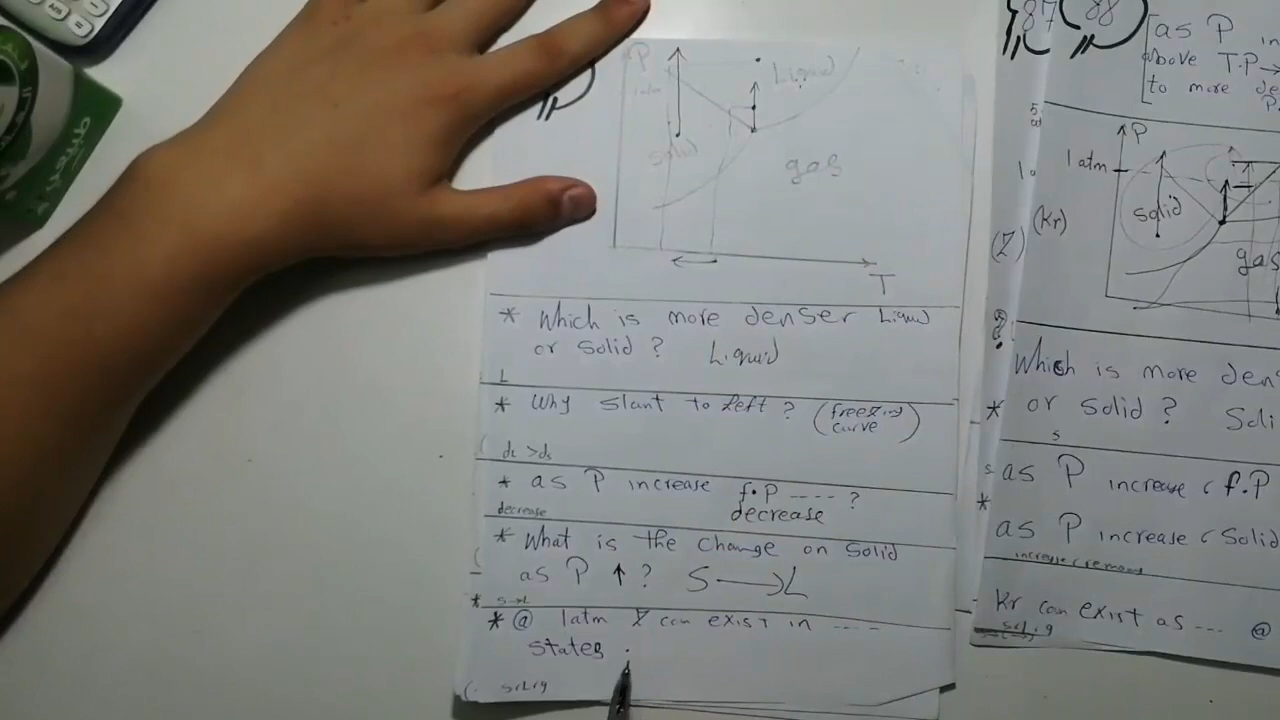 P
1 atm
Liquid
solid
gas
T
* Which is more denser Liquid
or solid ? Liquid
L
* Why slant to left ? (freezing
curve)
dL >ds
* as P increase f.P ---- ?
decrease decrease
* What is the change on solid
as P ↑ ? S → L
S→L
* @ 1atm X can exist in ----
states
s,L,g
87 88
[as P in
above T.P →
to more de
P
1 atm
solid
(Kr)
gas
Which is more den
* or solid ? Soli
s
as P increase ( f.P
* as P increase ( Solid
increase ( remain
Kr can exist as --- @
s,L,g